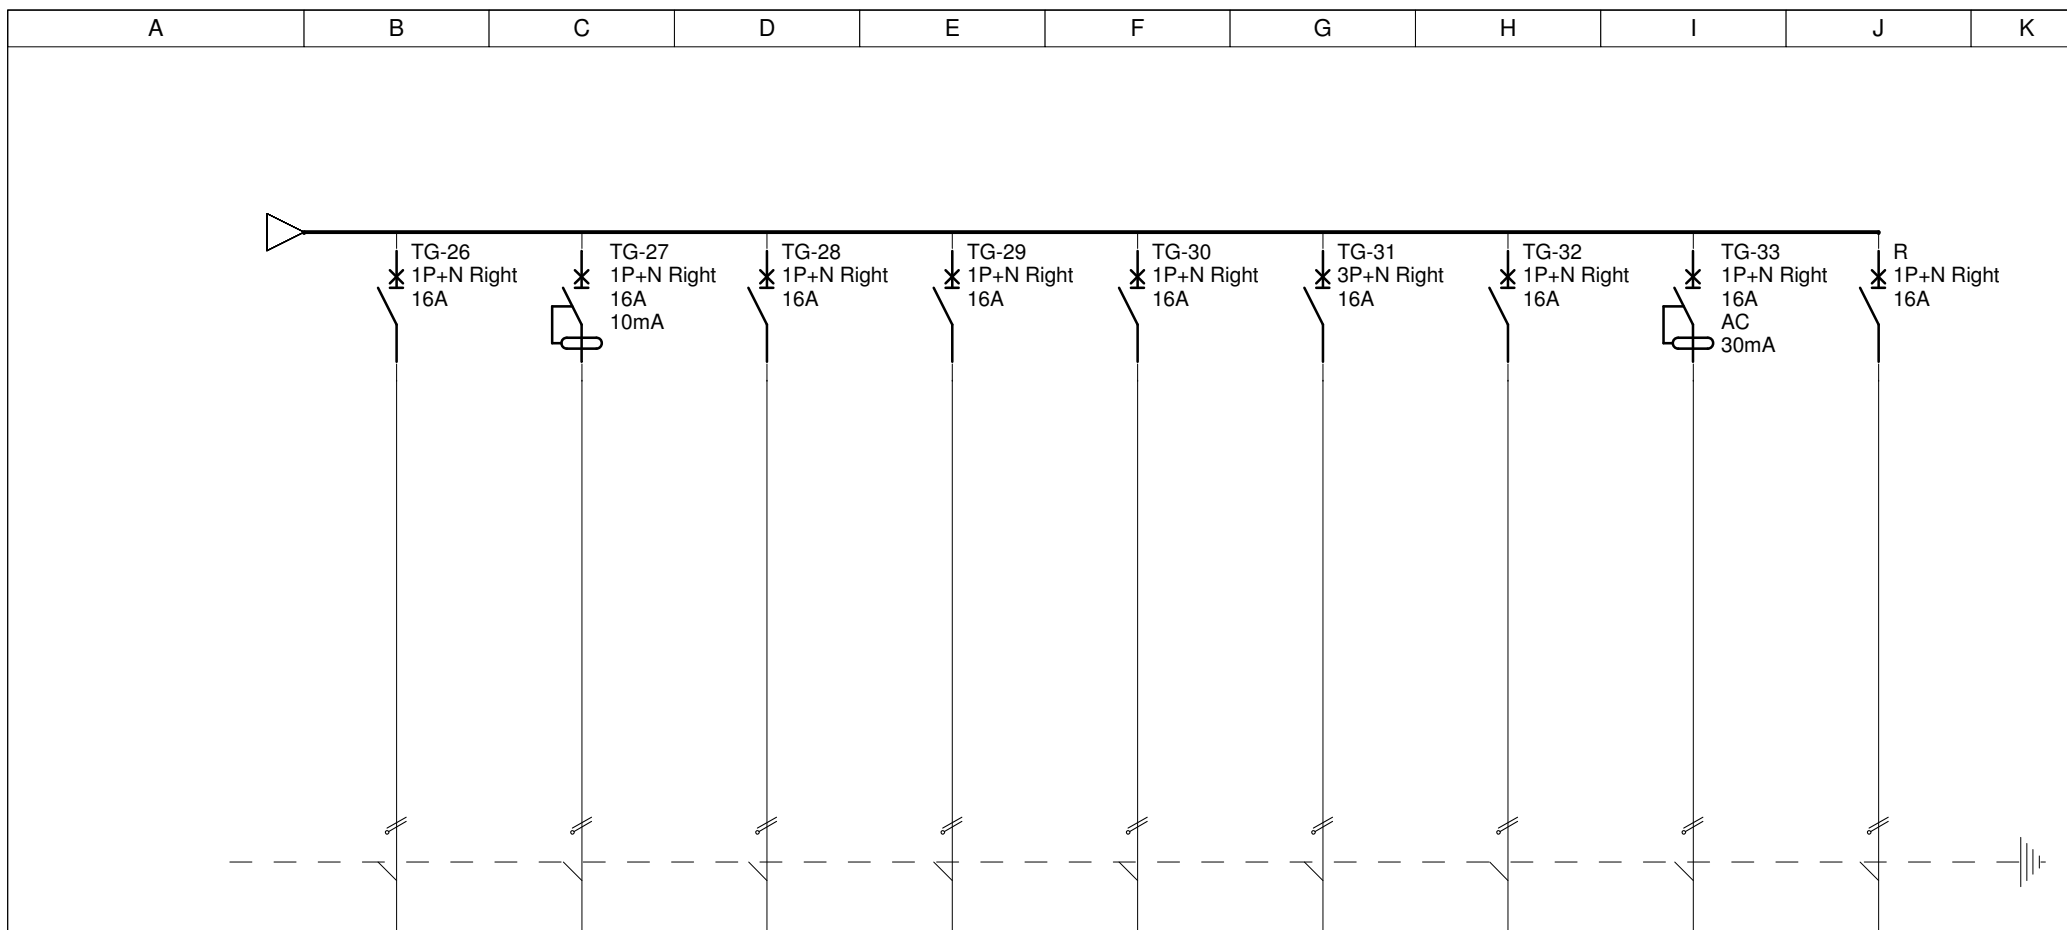 A
B
C
D
E
F
G
H
I
J
K
TG-26
1P+N Right
16A
TG-27
1P+N Right
16A
10mA
TG-28
1P+N Right
16A
TG-29
1P+N Right
16A
TG-30
1P+N Right
16A
TG-31
3P+N Right
16A
TG-32
1P+N Right
16A
TG-33
1P+N Right
16A
AC
30mA
R
1P+N Right
16A